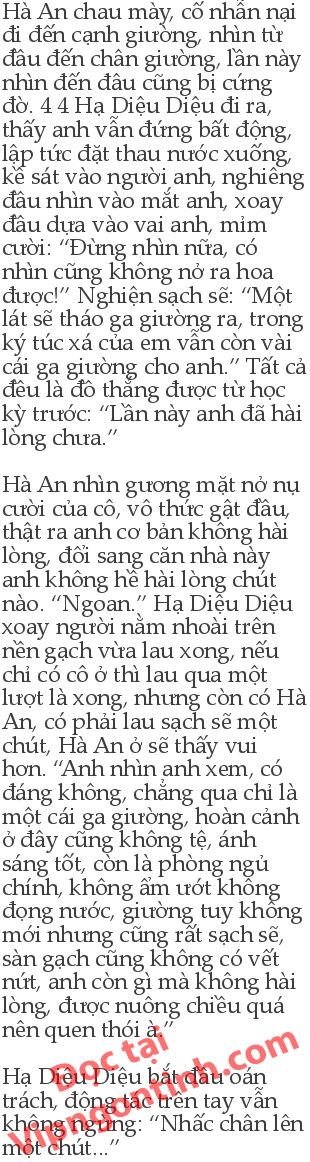 Hà An chau mày, cố nhẫn nại
đi đến cạnh giường, nhìn từ
đầu đến chân giường, lần này
nhìn đến đâu cũng bị cứng
đờ. 4 4 Hạ Diệu Diệu đi ra,
thấy anh vẫn đứng bất động,
lập tức đặt thau nước xuống,
kề sát vào người anh, nghiêng
đầu nhìn vào mắt anh, xoay
đầu dựa vào vai anh, mỉm
cười: “Đừng nhìn nữa, có
nhìn cũng không nở ra hoa
được!” Nghiện sạch sẽ: “Một
lát sẽ tháo ga giường ra, trong
ký túc xá của em vẫn còn vài
cái ga giường cho anh.” Tất cả
đều là đồ thắng được từ học
kỳ trước: “Lần này anh đã hài
lòng chưa.”
Hà An nhìn gương mặt nở nụ
cười của cô, vô thức gật đầu,
thật ra anh cơ bản không hài
lòng, đổi sang căn nhà này
anh không hề hài lòng chút
nào. “Ngoan.” Hạ Diệu Diệu
xoay người nằm nhoài trên
nền gạch vừa lau xong, nếu
chỉ có cô ở thì lau qua một
lượt là xong, nhưng còn có Hà
An, có phải lau sạch sẽ một
chút, Hà An ở sẽ thấy vui
hơn. “Anh nhìn anh xem, có
đáng không, chẳng qua chỉ là
một cái ga giường, hoàn cảnh
ở đây cũng không tệ, ánh
sáng tốt, còn là phòng ngủ
chính, không ẩm ướt không
đọng nước, giường tuy không
mới nhưng cũng rất sạch sẽ,
sàn gạch cũng không có vết
nứt, anh còn gì mà không hài
lòng, được nuông chiều quá
nên quen thói à.”
Hạ Diệu Diệu bắt đầu oán
trách, động tác trên tay vẫn
không ngừng: “Nhấc chân lên
một chút...”
Đọc tại
Vipngontinh.com